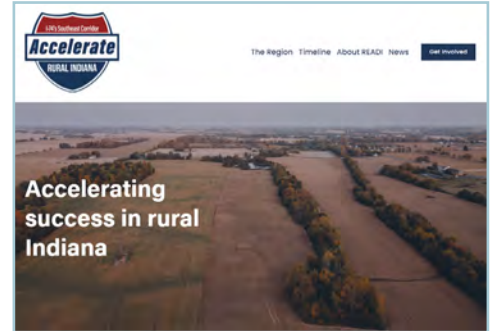 I-74's Southeast Corridor
Accelerate
RURAL INDIANA
The Region Timeline About READI News Get Involved
Accelerating
success in rural
Indiana